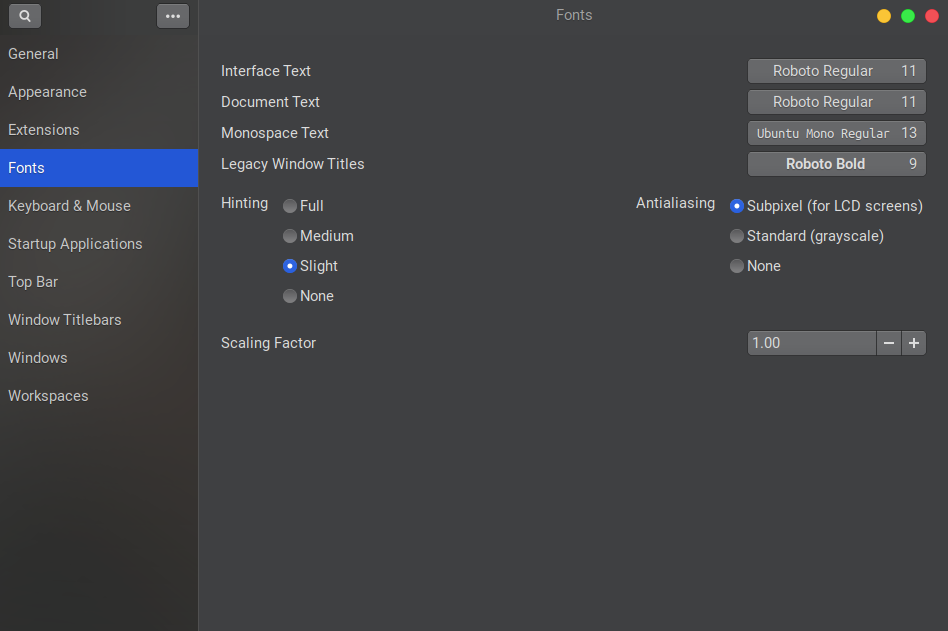 Fonts
General
Appearance
Extensions
Fonts
Keyboard & Mouse
Startup Applications
Top Bar
Window Titlebars
Windows
Workspaces
Interface Text Roboto Regular 11
Document Text Roboto Regular 11
Monospace Text Ubuntu Mono Regular 13
Legacy Window Titles Roboto Bold 9
Hinting Full
Medium
Slight
None
Antialiasing Subpixel (for LCD screens)
Standard (grayscale)
None
Scaling Factor 1.00